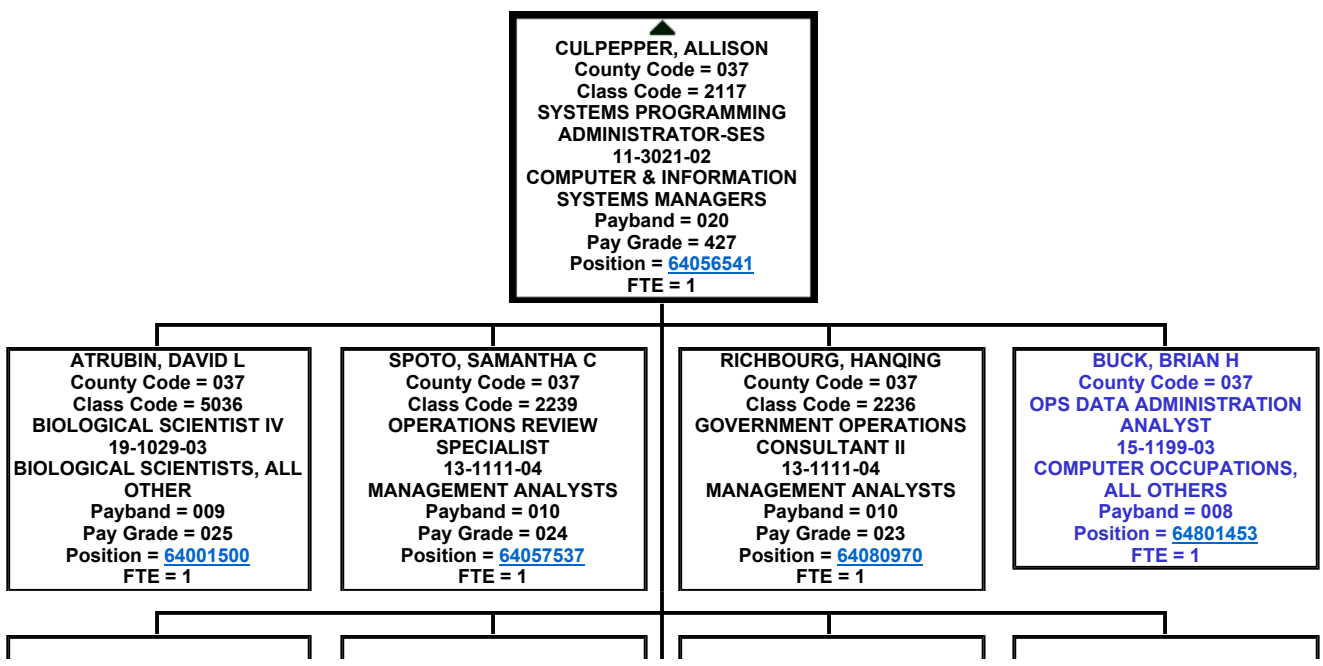 CULPEPPER, ALLISON
County Code = 037
Class Code = 2117
SYSTEMS PROGRAMMING
ADMINISTRATOR-SES
11-3021-02
COMPUTER & INFORMATION
SYSTEMS MANAGERS
Payband = 020
Pay Grade = 427
Position = 64056541
FTE = 1
ATRUBIN, DAVID L
County Code = 037
Class Code = 5036
BIOLOGICAL SCIENTIST IV
19-1029-03
BIOLOGICAL SCIENTISTS, ALL
OTHER
Payband = 009
Pay Grade = 025
Position = 64001500
FTE = 1
SPOTO, SAMANTHA C
County Code = 037
Class Code = 2239
OPERATIONS REVIEW
SPECIALIST
13-1111-04
MANAGEMENT ANALYSTS
Payband = 010
Pay Grade = 024
Position = 64057537
FTE = 1
RICHBOURG, HANQING
County Code = 037
Class Code = 2236
GOVERNMENT OPERATIONS
CONSULTANT II
13-1111-04
MANAGEMENT ANALYSTS
Payband = 010
Pay Grade = 023
Position = 64080970
FTE = 1
BUCK, BRIAN H
County Code = 037
OPS DATA ADMINISTRATION
ANALYST
15-1199-03
COMPUTER OCCUPATIONS,
ALL OTHERS
Payband = 008
Position = 64801453
FTE = 1